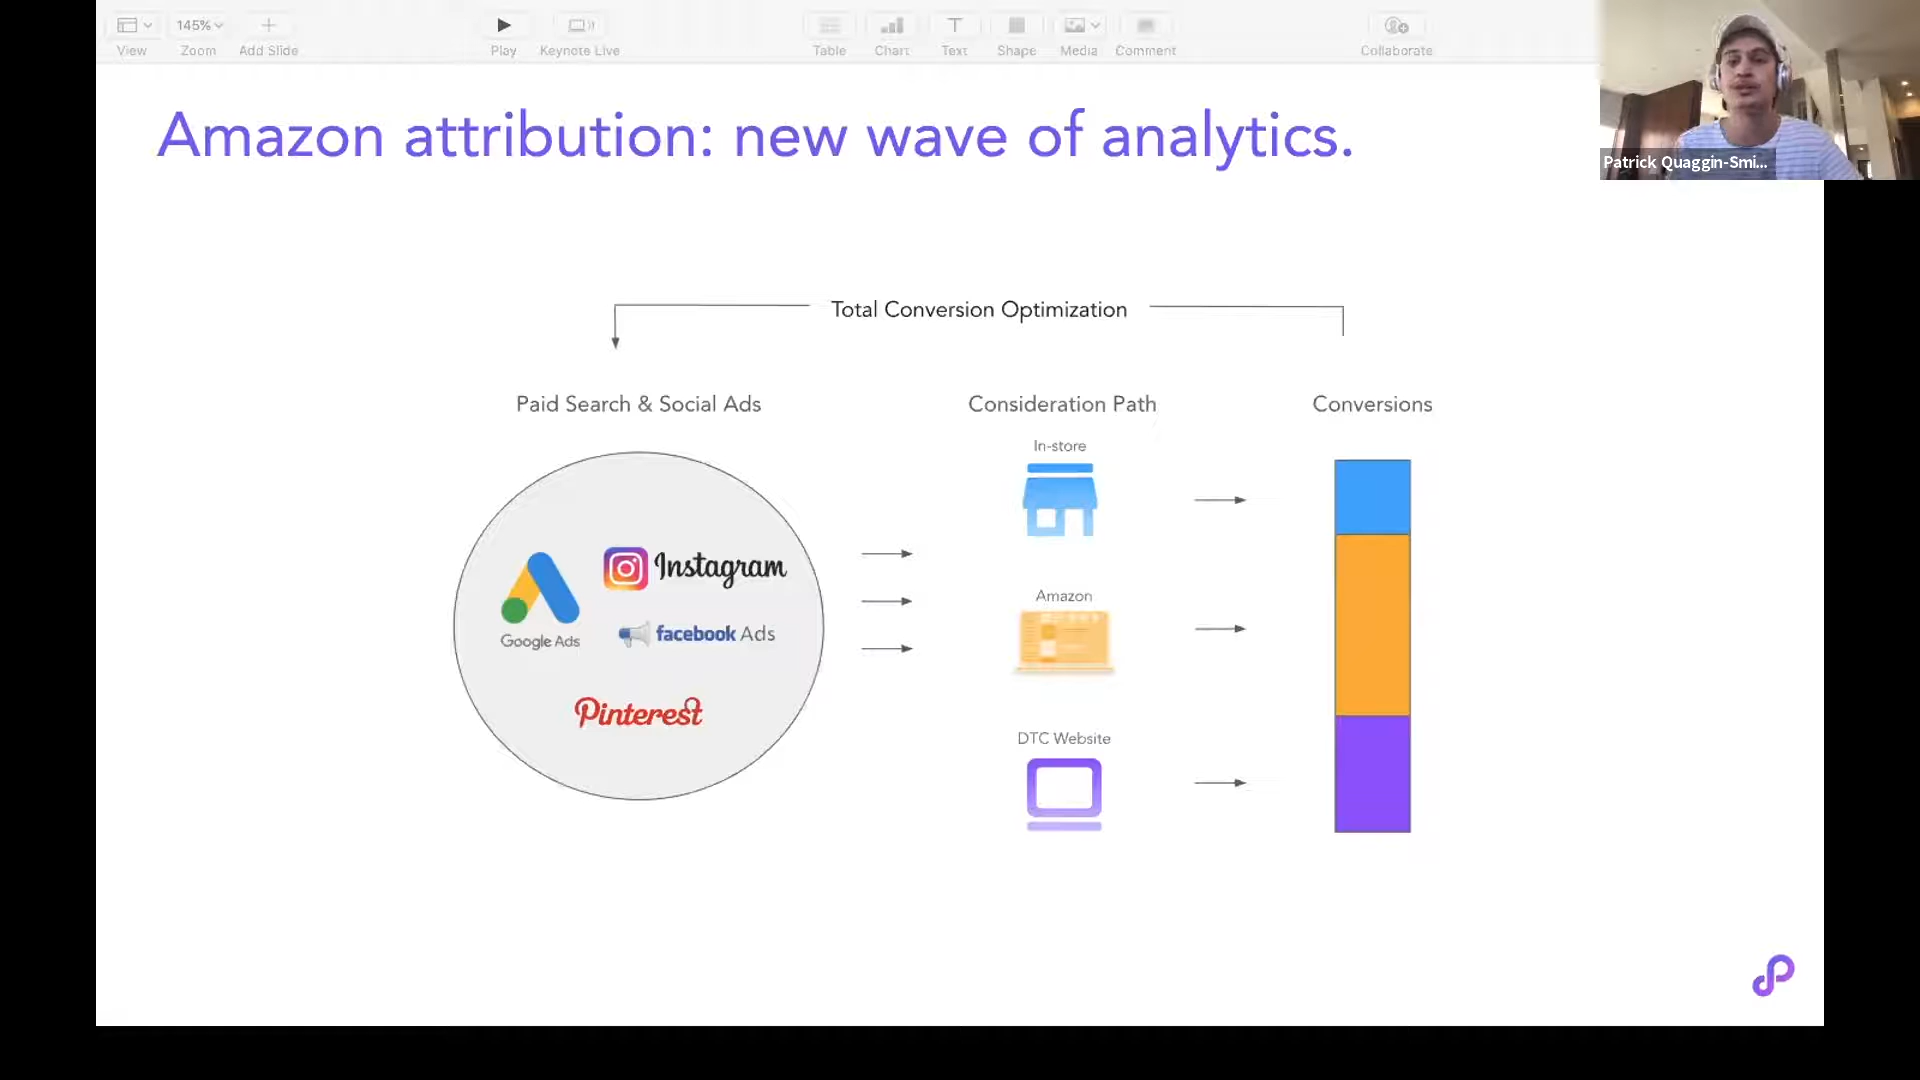 145%
View
Zoom
Add Slide
Play
Keynote Live
Table
Chart
Text
Shape
Media
Comment
Collaborate
Patrick Quaggin-Smi...
Amazon attribution: new wave of analytics.
Total Conversion Optimization
Paid Search & Social Ads
Consideration Path
Conversions
In-store
Instagram
Google Ads
facebook Ads
Pinterest
Amazon
DTC Website